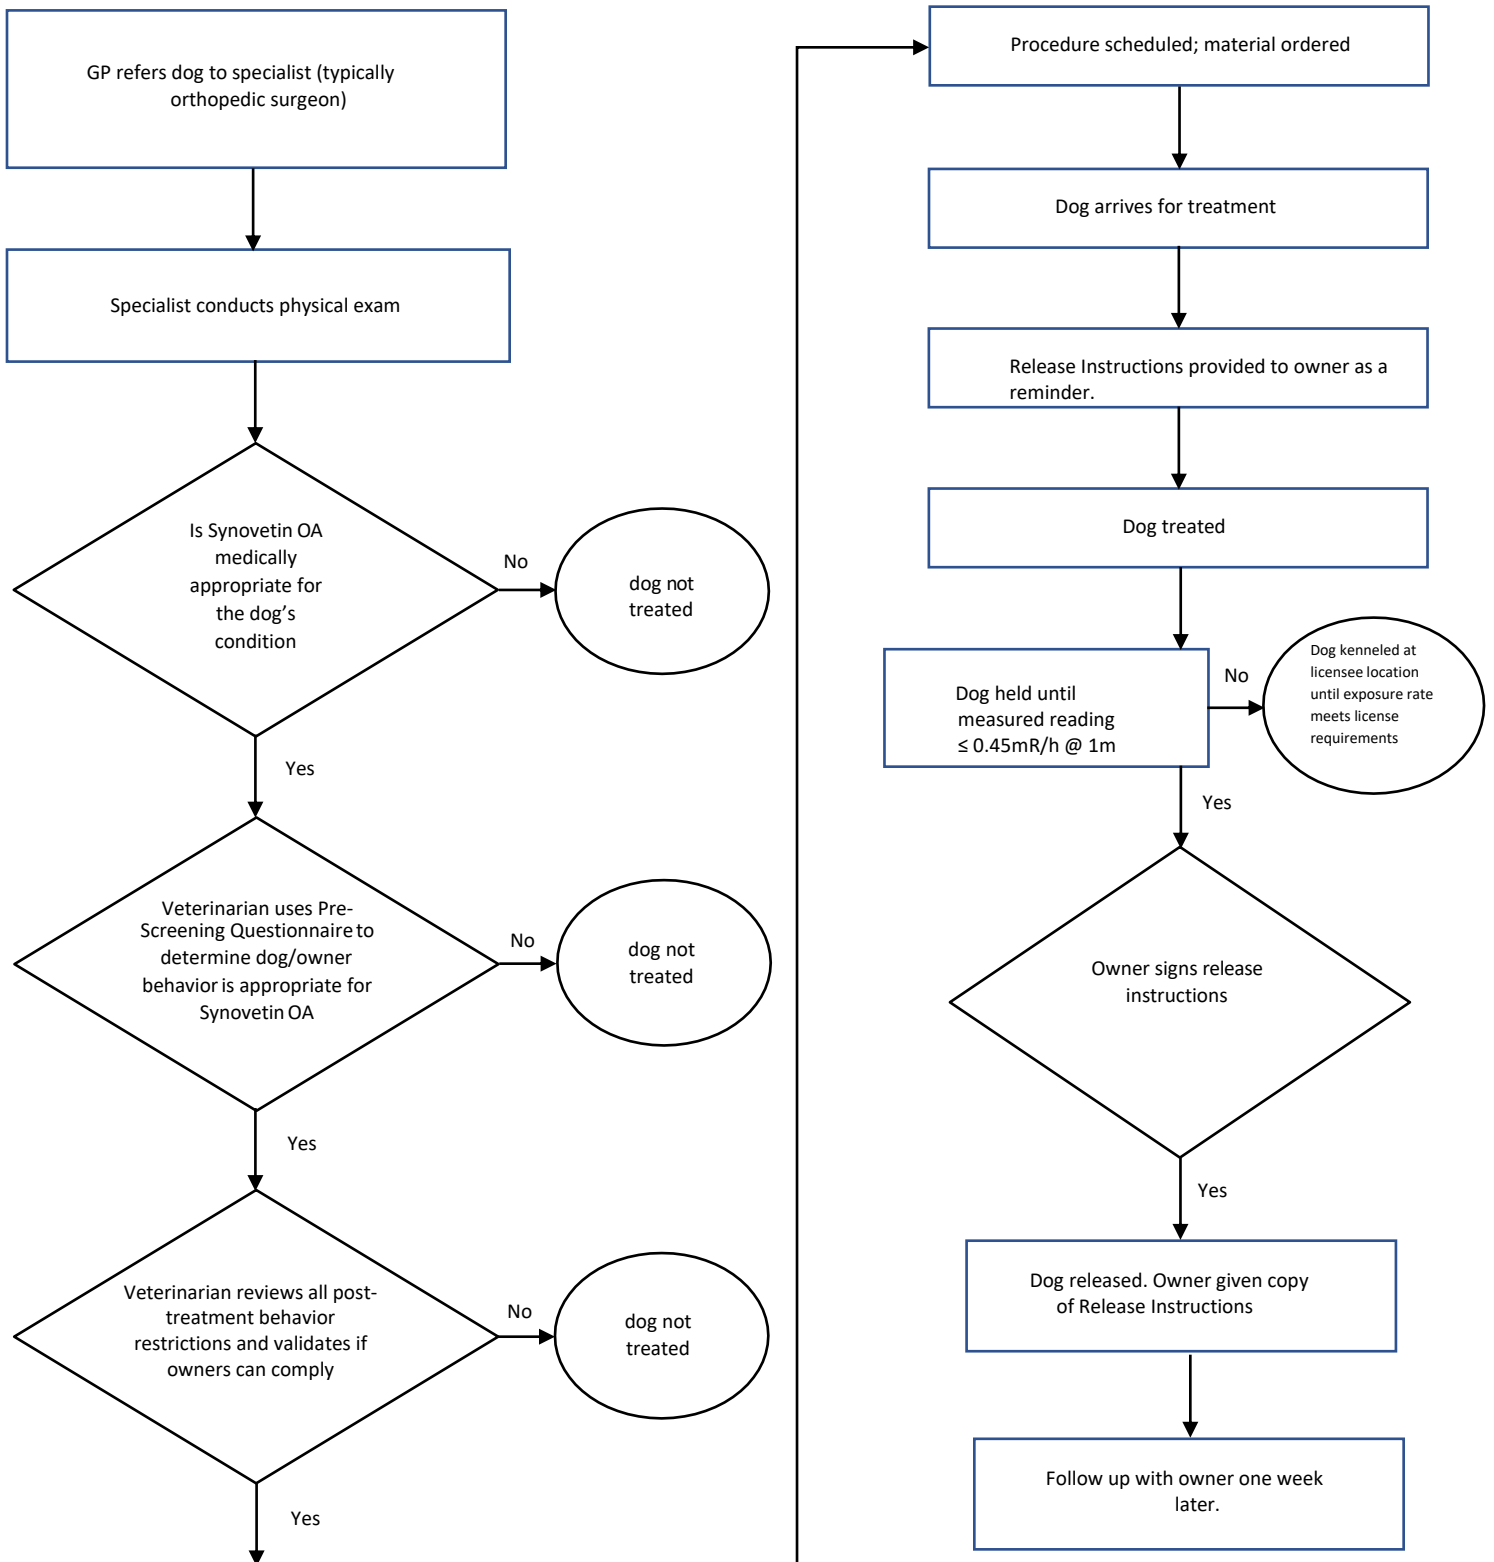 GP refers dog to specialist (typically
orthopedic surgeon)
Specialist conducts physical exam
Is Synovetin OA
medically
appropriate for
the dog’s
condition
No
dog not
treated
Yes
Veterinarian uses Pre-
Screening Questionnaire to
determine dog/owner
behavior is appropriate for
Synovetin OA
No
dog not
treated
Yes
Veterinarian reviews all post-
treatment behavior
restrictions and validates if
owners can comply
No
dog not
treated
Yes
Procedure scheduled; material ordered
Dog arrives for treatment
Release Instructions provided to owner as a
reminder.
Dog treated
Dog held until
measured reading
≤ 0.45mR/h @ 1m
No
Dog kenneled at
licensee location
until exposure rate
meets license
requirements
Yes
Owner signs release
instructions
Yes
Dog released. Owner given copy
of Release Instructions
Follow up with owner one week
later.